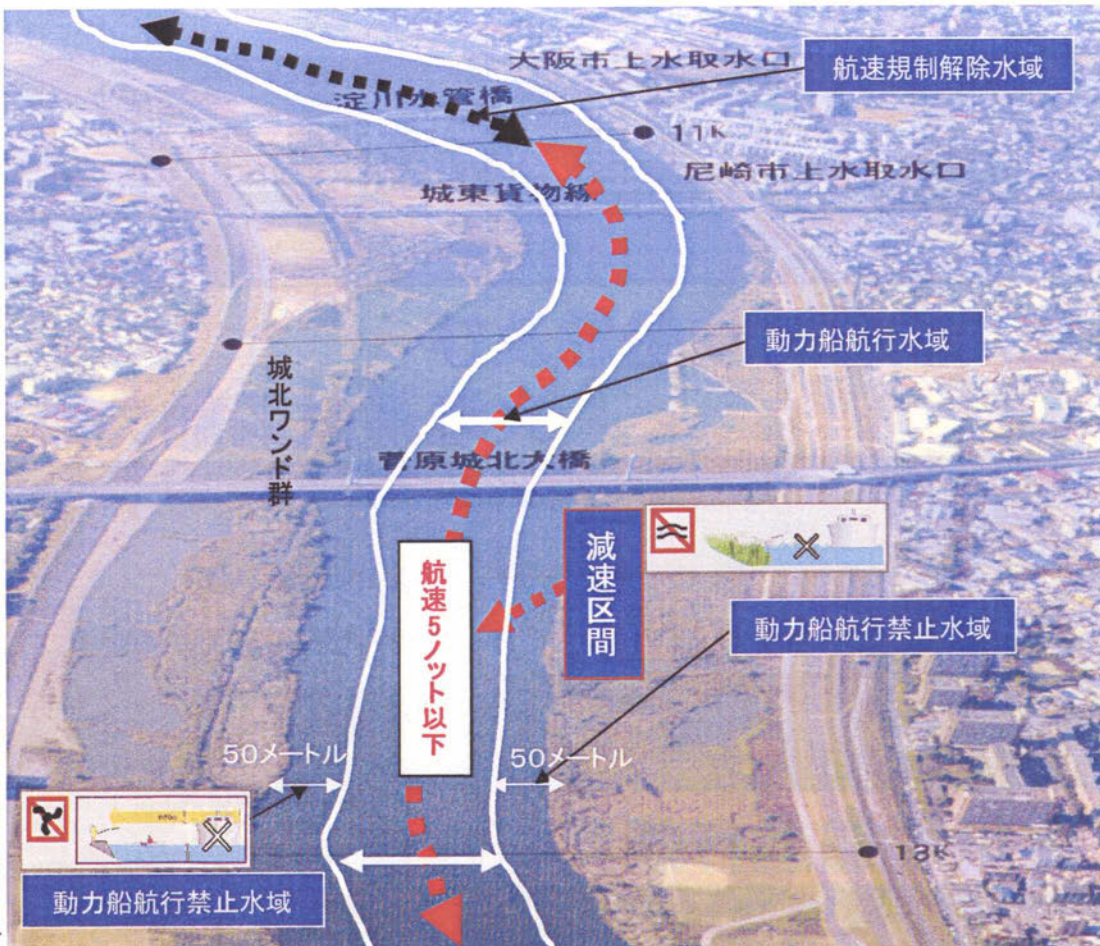 大阪市上水取水口
航速規制解除水域
淀川水管橋
11K
尼崎市上水取水口
城東貨物線
動力船航行水域
城北ワンド群
菅原城北大橋
減速区間
航速5ノット以下
動力船航行禁止水域
50メートル
50メートル
13K
動力船航行禁止水域